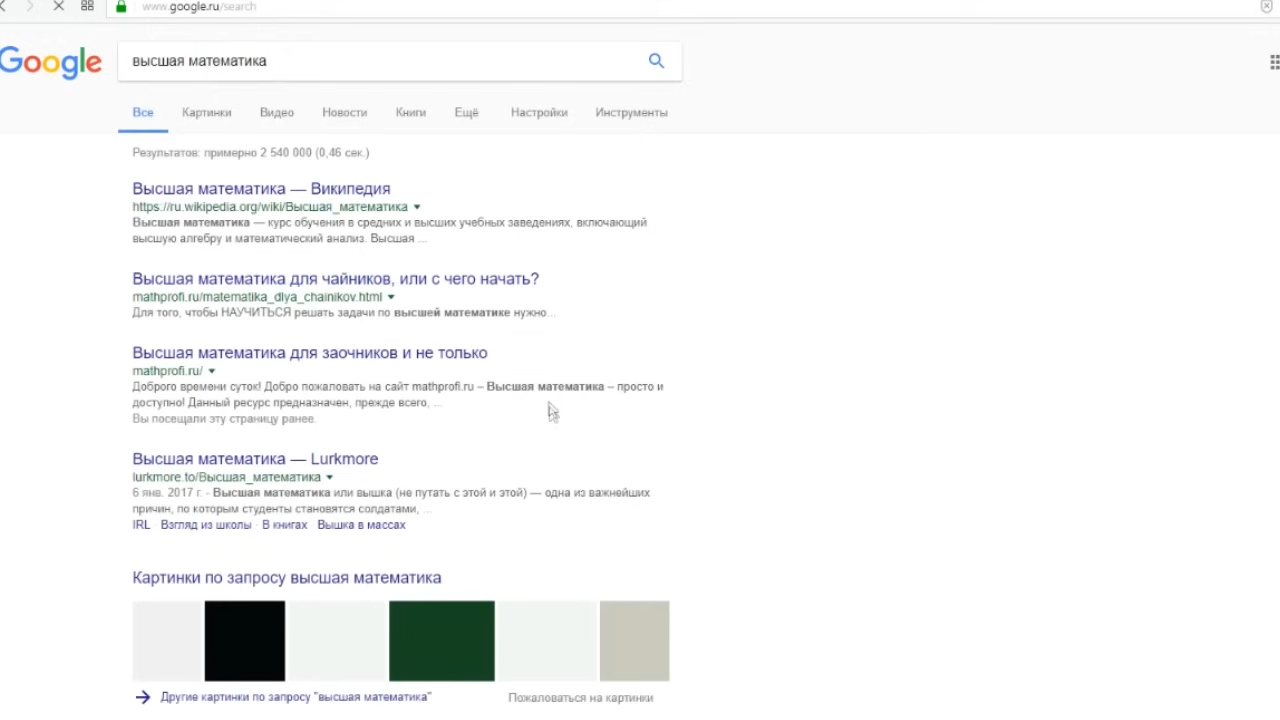 www.google.ru/search
Google
высшая математика
Все Картинки Видео Новости Книги Ещё Настройки Инструменты
Результатов: примерно 2 540 000 (0,46 сек.)
Высшая математика — Википедия
https://ru.wikipedia.org/wiki/Высшая_математика
Высшая математика — курс обучения в средних и высших учебных заведениях, включающий
высшую алгебру и математический анализ. Высшая ...
Высшая математика для чайников, или с чего начать?
mathprofi.ru/matematika_dlya_chainikov.html
Для того, чтобы НАУЧИТЬСЯ решать задачи по высшей математике нужно...
Высшая математика для заочников и не только
mathprofi.ru/
Доброго времени суток! Добро пожаловать на сайт mathprofi.ru – Высшая математика – просто и
доступно! Данный ресурс предназначен, прежде всего, ...
Вы посещали эту страницу ранее.
Высшая математика — Lurkmore
lurkmore.to/Высшая_математика
6 янв. 2017 г. - Высшая математика или вышка (не путать с этой и этой) — одна из важнейших
причин, по которым студенты становятся солдатами, ...
IRL · Взгляд из школы · В книгах · Вышка в массах
Картинки по запросу высшая математика
Другие картинки по запросу "высшая математика"
Пожаловаться на картинки